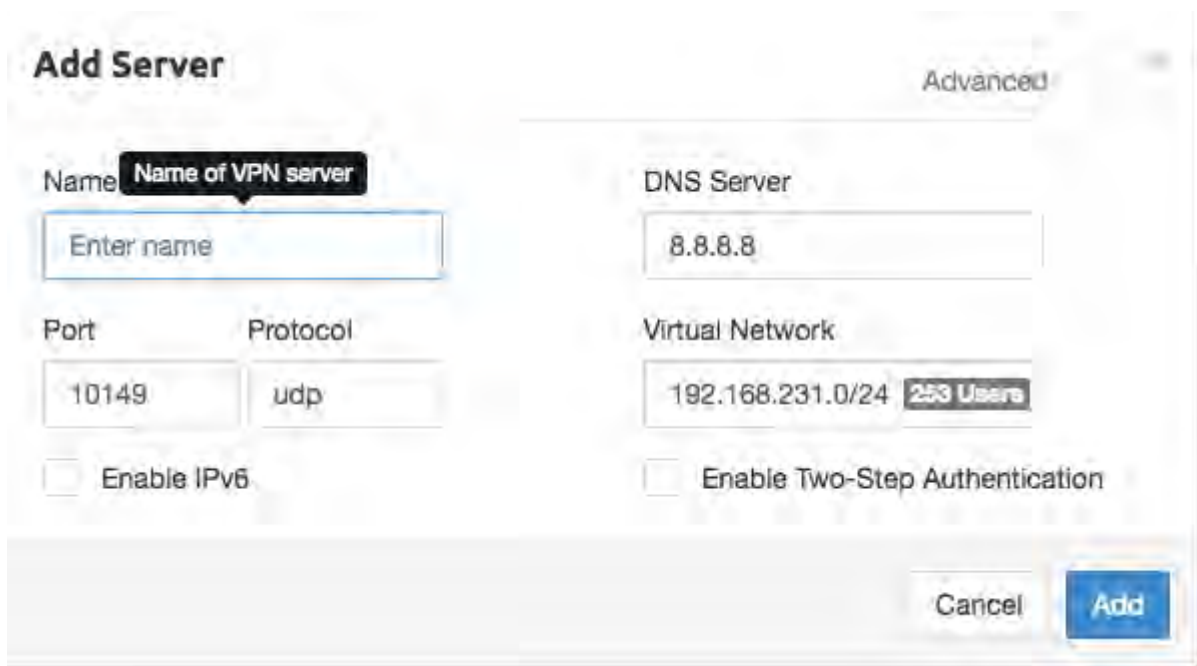 Add Server
Advanced
Name
Name of VPN server
DNS Server
Enter name
8.8.8.8
Port
Protocol
Virtual Network
10149
udp
192.168.231.0/24
253 Users
Enable IPv6
Enable Two-Step Authentication
Cancel
Add